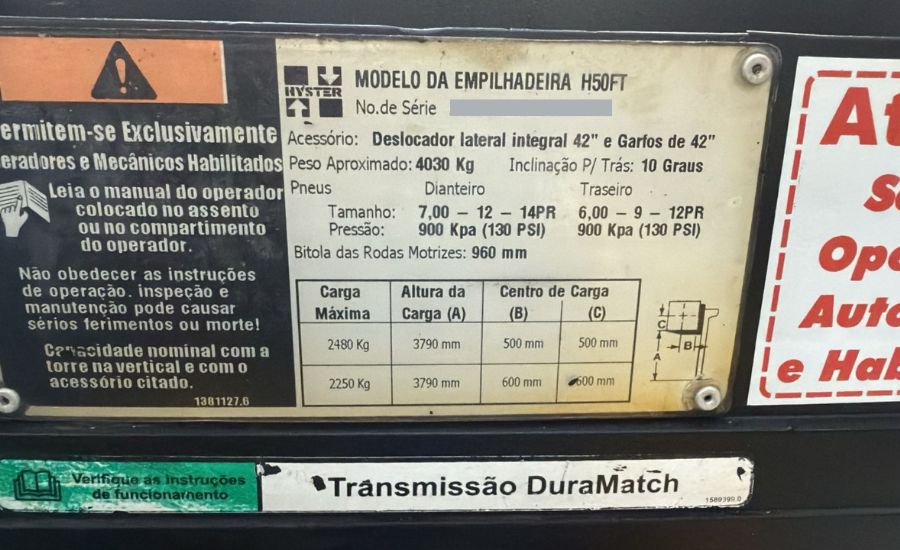 ermitem-se Exclusivamente
eradores e Mecânicos Habilitados
Leia o manual do operador
colocado no assento
ou no compartimento
do operador.
Não obedecer as instruções
de operação, inspeção e
manutenção pode causar
sérios ferimentos ou morte!
Capacidade nominal com a
torre na vertical e com o
acessório citado.
1381127.6
HYSTER
MODELO DA EMPILHADEIRA H50FT
No.de Série
Acessório: Deslocador lateral integral 42" e Garfos de 42"
Peso Aproximado: 4030 Kg Inclinação P/ Trás: 10 Graus
Pneus Dianteiro Traseiro
Tamanho: 7,00 – 12 – 14PR 6,00 – 9 – 12PR
Pressão: 900 Kpa (130 PSI) 900 Kpa (130 PSI)
Bitola das Rodas Motrizes: 960 mm
Carga Altura da Centro de Carga
Máxima Carga (A) (B) (C)
2480 Kg 3790 mm 500 mm 500 mm
2250 Kg 3790 mm 600 mm 600 mm
C
B
A
At
S
Ope
Auto
e Hab
Verifique as instruções
de funcionamento
Transmissão DuraMatch
1589399.0